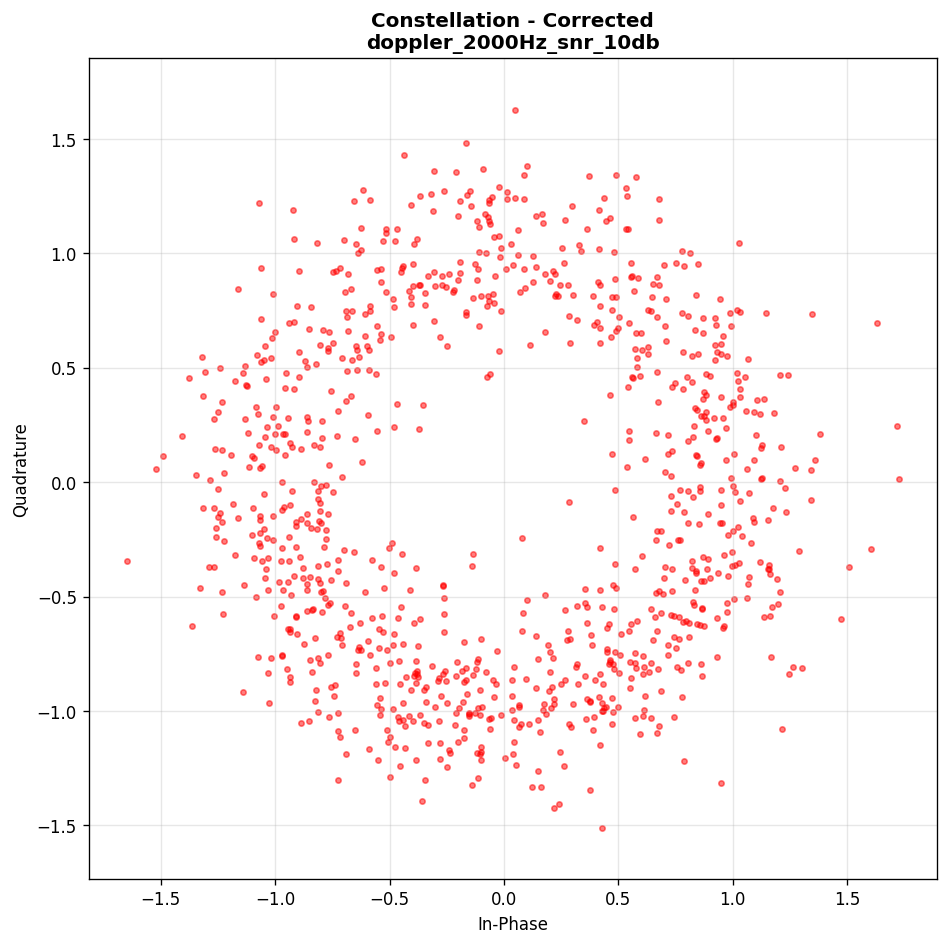 Constellation - Corrected
doppler_2000Hz_snr_10db
1.5
1.0
0.5
0.0
−0.5
−1.0
−1.5
Quadrature
−1.5 −1.0 −0.5 0.0 0.5 1.0 1.5
In-Phase